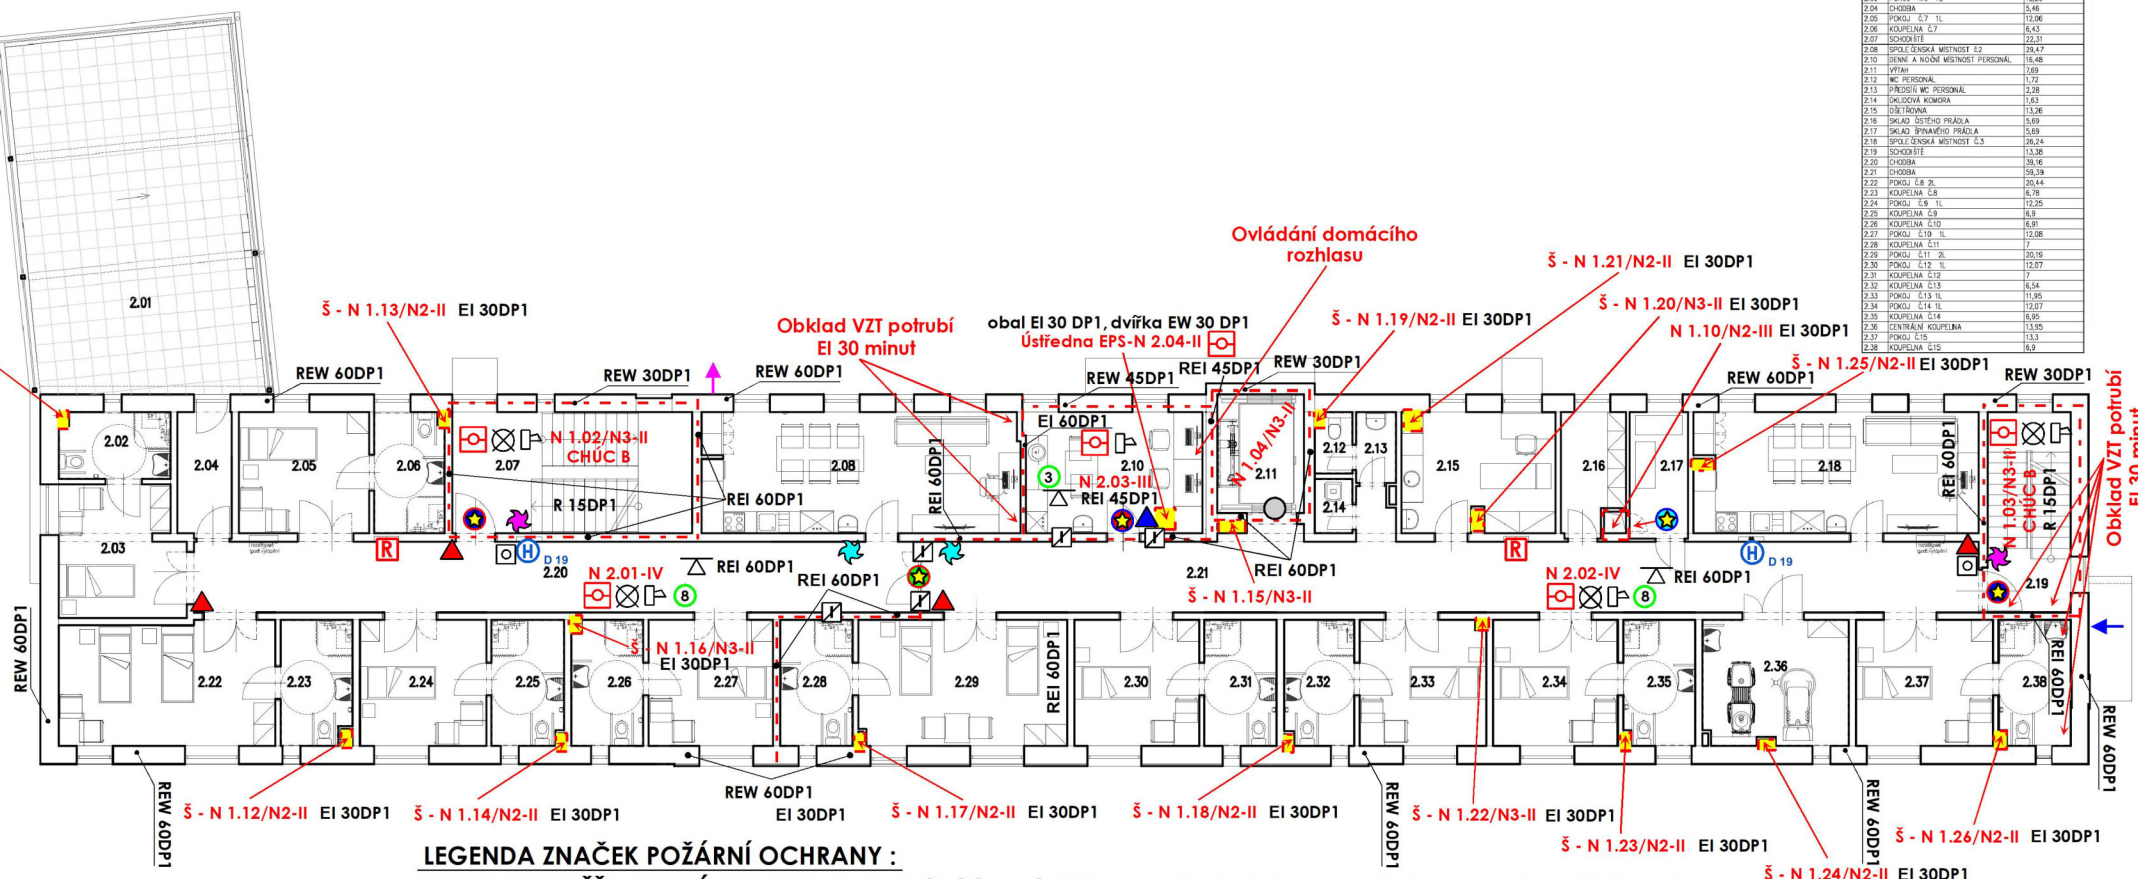 2.04 CHODBA 5,46
2.05 POKOJ Č.7 1L 12,06
2.06 KOUPELNA Č.7 6,43
2.07 SCHODIŠTĚ 22,31
2.08 SPOLEČENSKÁ MÍSTNOST Č.2 29,47
2.10 DENNÍ A NOČNÍ MÍSTNOST PERSONÁL 16,48
2.11 VÝTAH 7,69
2.12 WC PERSONÁL 1,72
2.13 PŘEDSÍŇ WC PERSONÁL 2,28
2.14 ÚKLIDOVÁ KOMORA 1,63
2.15 OŠETŘOVNA 13,26
2.16 SKLAD ČISTÉHO PRÁDLA 5,69
2.17 SKLAD ŠPINAVÉHO PRÁDLA 5,69
2.18 SPOLEČENSKÁ MÍSTNOST Č.3 26,24
2.19 SCHODIŠTĚ 13,38
2.20 CHODBA 39,16
2.21 CHODBA 59,39
2.22 POKOJ Č.8 2L 20,44
2.23 KOUPELNA Č.8 6,78
2.24 POKOJ Č.9 1L 12,25
2.25 KOUPELNA Č.9 6,9
2.26 KOUPELNA Č.10 6,91
2.27 POKOJ Č.10 1L 12,08
2.28 KOUPELNA Č.11 7
2.29 POKOJ Č.11 2L 20,19
2.30 POKOJ Č.12 1L 12,07
2.31 KOUPELNA Č.12 7
2.32 KOUPELNA Č.13 6,54
2.33 POKOJ Č.13 1L 11,95
2.34 POKOJ Č.14 1L 12,07
2.35 KOUPELNA Č.14 6,95
2.36 CENTRÁLNÍ KOUPELNA 13,95
2.37 POKOJ Č.15 13,3
2.38 KOUPELNA Č.15 6,9
2.01
Š - N 1.13/N2-II EI 30DP1
Obklad VZT potrubí
EI 30 minut
Ovládání domácího
rozhlasu
obal EI 30 DP1, dvířka EW 30 DP1
Ústředna EPS-N 2.04-II
Š - N 1.19/N2-II EI 30DP1
Š - N 1.21/N2-II EI 30DP1
Š - N 1.20/N3-II EI 30DP1
N 1.10/N2-III EI 30DP1
Š - N 1.25/N2-II EI 30DP1
REW 60DP1
REW 30DP1
REW 60DP1
REW 45DP1
REI 45DP1
REW 30DP1
REW 60DP1
REW 30DP1
Obklad VZT potrubí
EI 30 minut
2.02
2.04
2.05
2.06
2.07
N 1.02/N3-II
CHÚC B
R 15DP1
REI 60DP1
2.08
REI 60DP1
EI 60DP1
2.10
3
N 2.03-III
REI 45DP1
N 1.04/N3-II
2.11
2.12
2.13
2.14
2.15
2.16
2.17
2.18
REI 60DP1
N 1.03/N3-II
CHÚC B
R 15DP1
2.19
2.03
R
H
D 19
2.20
N 2.01-IV
8
REI 60DP1
REI 60DP1
2.21
REI 60DP1
Š - N 1.15/N3-II
R
N 2.02-IV
8
REI 60DP1
H
D 19
REW 60DP1
2.22
2.23
2.24
2.25
Š - N 1.16/N3-II
EI 30DP1
2.26
2.27
2.28
2.29
REI 60DP1
2.30
2.31
2.32
2.33
2.34
2.35
2.36
2.37
2.38
REI 60DP1
REW 60DP1
REW 60DP1
Š - N 1.12/N2-II EI 30DP1
Š - N 1.14/N2-II EI 30DP1
REW 60DP1
EI 30DP1
Š - N 1.17/N2-II EI 30DP1
Š - N 1.18/N2-II EI 30DP1
REW 60DP1
Š - N 1.22/N3-II EI 30DP1
Š - N 1.23/N2-II EI 30DP1
REW 60DP1
Š - N 1.24/N2-II EI 30DP1
Š - N 1.26/N2-II EI 30DP1
LEGENDA ZNAČEK POŽÁRNÍ OCHRANY :